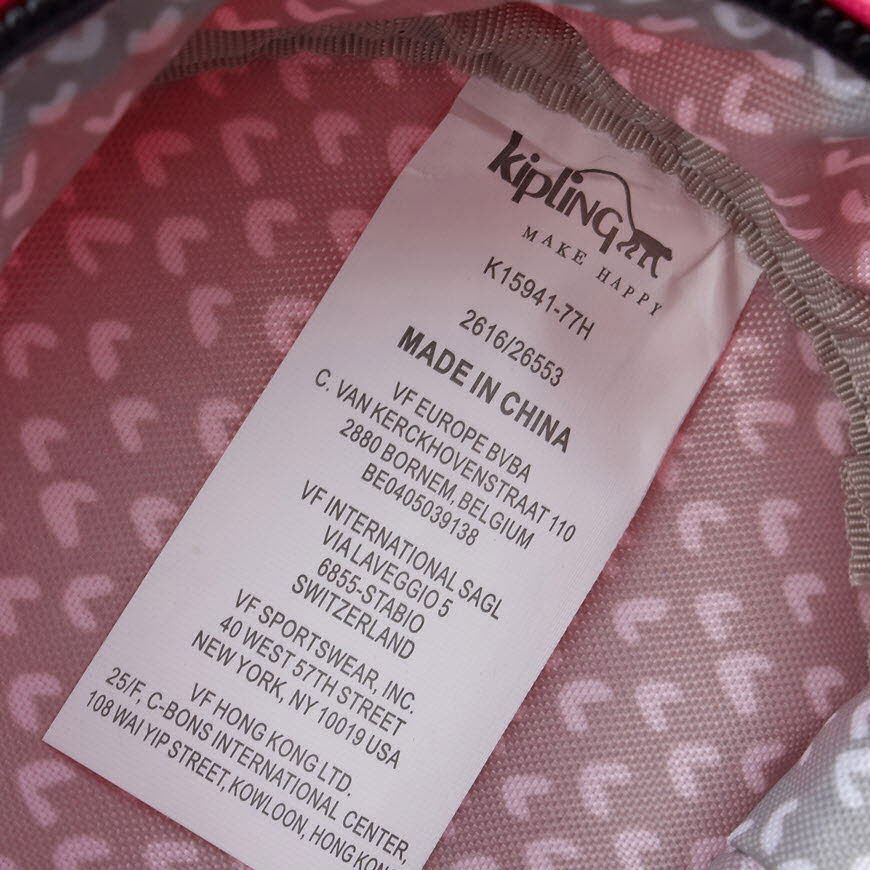 kipling
MAKE HAPPY
K15941-77H
2616/26553
MADE IN CHINA
VF EUROPE BVBA
C. VAN KERCKHOVENSTRAAT 110
2880 BORNEM, BELGIUM
BE0405039138
VF INTERNATIONAL SAGL
VIA LAVEGGIO 5
6855-STABIO
SWITZERLAND
VF SPORTSWEAR, INC.
40 WEST 57TH STREET
NEW YORK, NY 10019 USA
VF HONG KONG LTD.
25/F, C-BONS INTERNATIONAL CENTER,
108 WAI YIP STREET, KOWLOON, HONG KONG